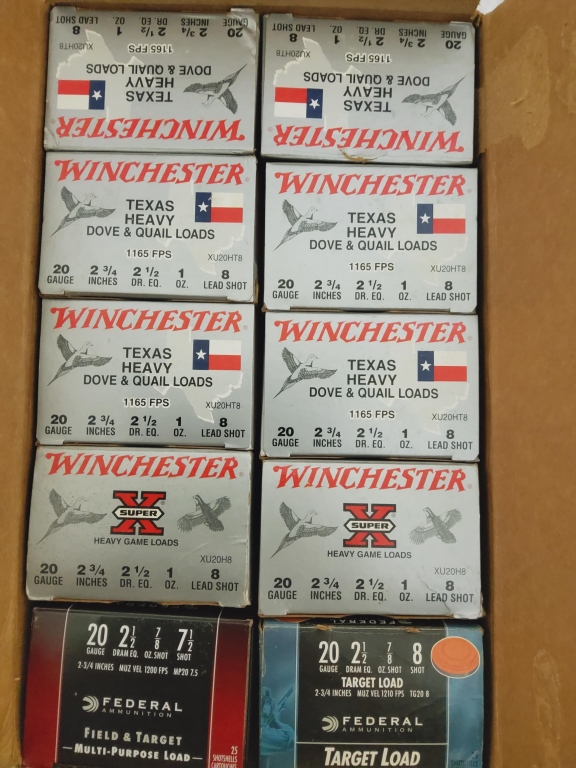 WINCHESTER
TEXAS
HEAVY
DOVE & QUAIL LOADS
1165 FPS
XU20HT8
20 2 3/4 2 1/2 1 8
GAUGE INCHES DR. EQ. OZ. LEAD SHOT
WINCHESTER
TEXAS
HEAVY
DOVE & QUAIL LOADS
1165 FPS
XU20HT8
20 2 3/4 2 1/2 1 8
GAUGE INCHES DR. EQ. OZ. LEAD SHOT
WINCHESTER
TEXAS
HEAVY
DOVE & QUAIL LOADS
1165 FPS
XU20HT8
20 2 3/4 2 1/2 1 8
GAUGE INCHES DR. EQ. OZ. LEAD SHOT
WINCHESTER
TEXAS
HEAVY
DOVE & QUAIL LOADS
1165 FPS
XU20HT8
20 2 3/4 2 1/2 1 8
GAUGE INCHES DR. EQ. OZ. LEAD SHOT
WINCHESTER
TEXAS
HEAVY
DOVE & QUAIL LOADS
1165 FPS
XU20HT8
20 2 3/4 2 1/2 1 8
GAUGE INCHES DR. EQ. OZ. LEAD SHOT
WINCHESTER
TEXAS
HEAVY
DOVE & QUAIL LOADS
1165 FPS
XU20HT8
20 2 3/4 2 1/2 1 8
GAUGE INCHES DR. EQ. OZ. LEAD SHOT
WINCHESTER
X
SUPER
HEAVY GAME LOADS
XU20H8
20 2 3/4 2 1/2 1 8
GAUGE INCHES DR. EQ. OZ. LEAD SHOT
WINCHESTER
X
SUPER
HEAVY GAME LOADS
XU20H8
20 2 3/4 2 1/2 1 8
GAUGE INCHES DR. EQ. OZ. LEAD SHOT
20 2 1/2 7/8 7 1/2
GAUGE DRAM EQ. OZ. SHOT SHOT
2-3/4 INCHES MUZ VEL 1200 FPS MP20 7.5
FEDERAL
AMMUNITION
FIELD & TARGET
MULTI-PURPOSE LOAD
25
SHOTSHELLS
CARTOUCHES
FEDERAL
20 2 1/2 7/8 8
GAUGE DRAM EQ. OZ. SHOT SHOT
TARGET LOAD
2-3/4 INCHES MUZ VEL 1210 FPS TG20 8
FEDERAL
AMMUNITION
TARGET LOAD